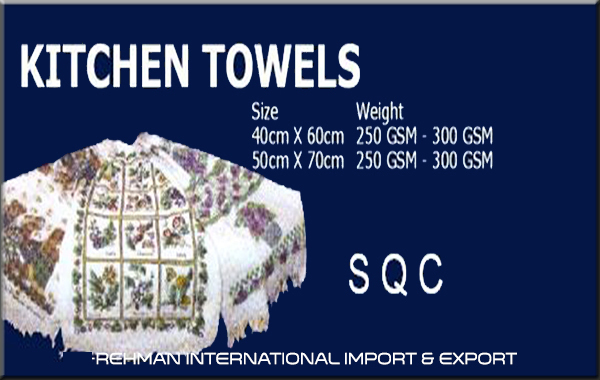 KITCHEN TOWELS
Size Weight
40cm X 60cm 250 GSM - 300 GSM
50cm X 70cm 250 GSM - 300 GSM
S Q C
REHMAN INTERNATIONAL IMPORT & EXPORT